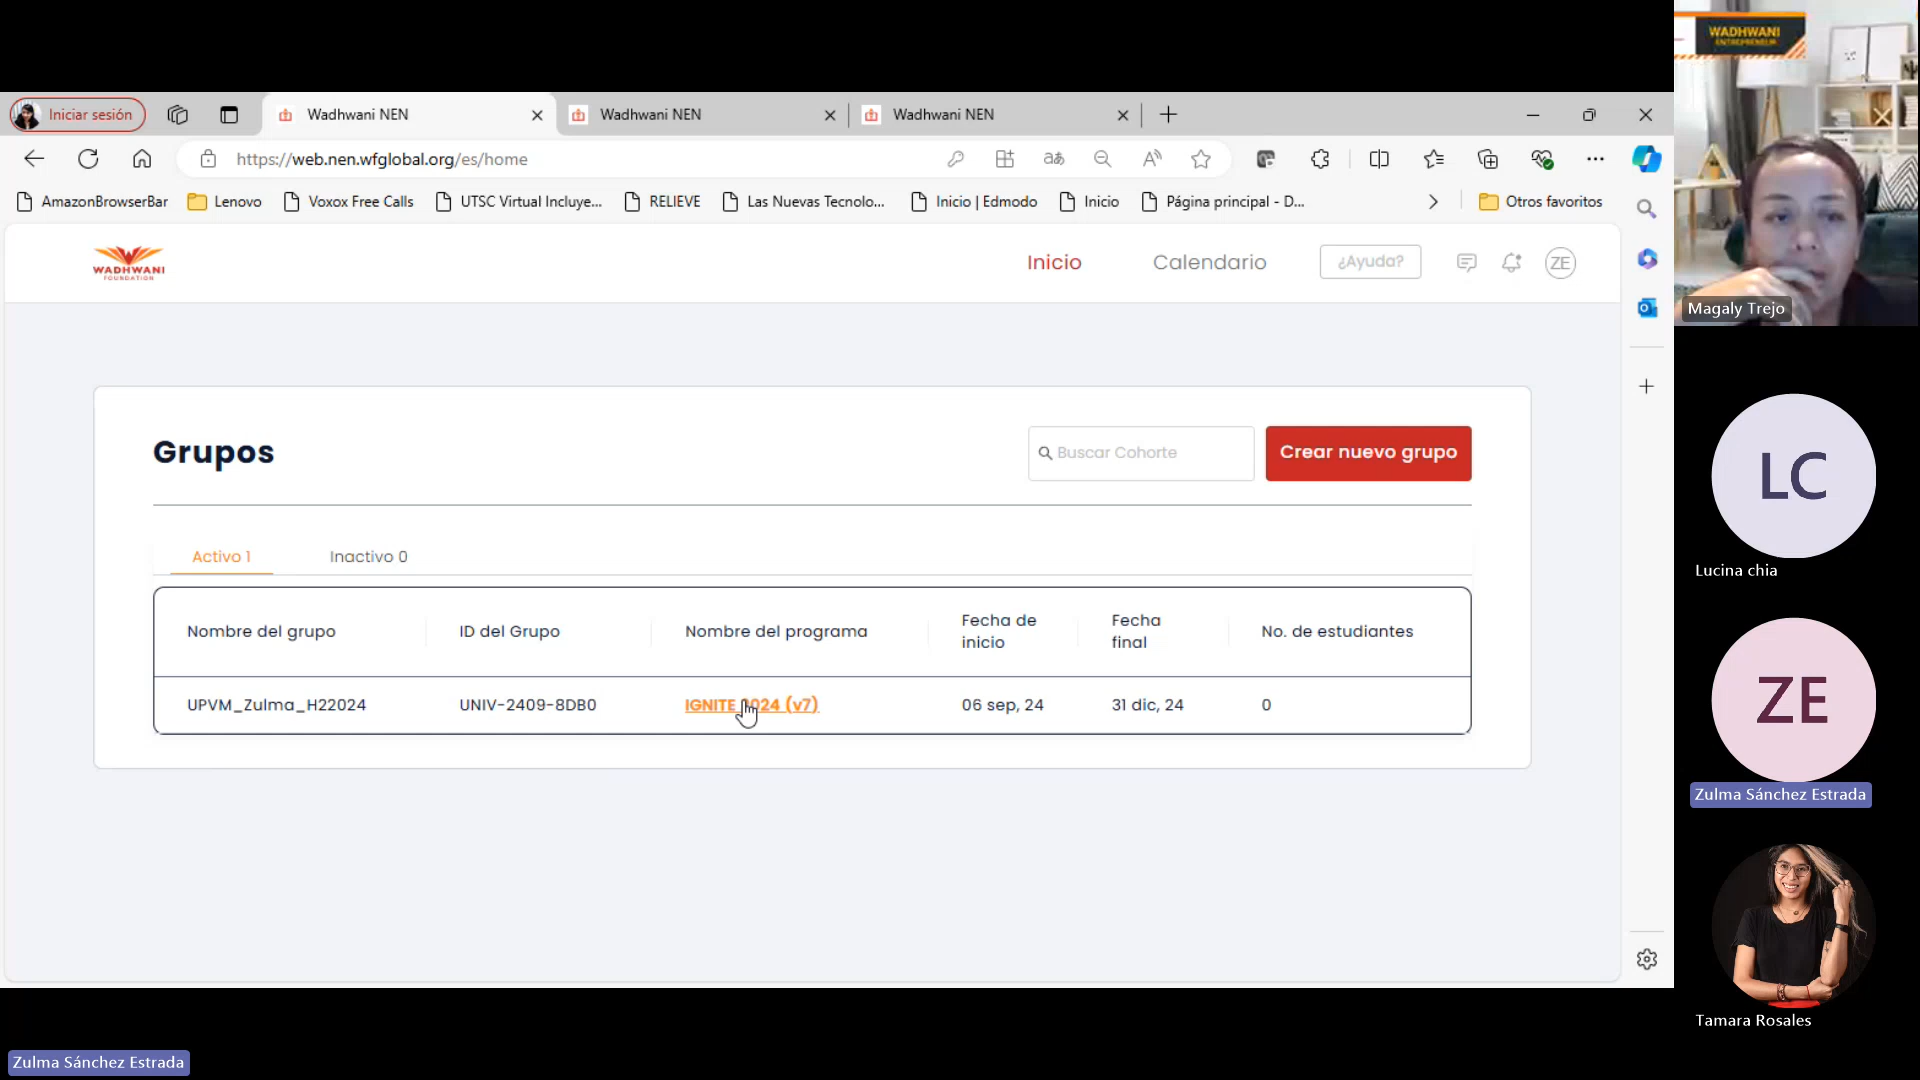 Iniciar sesión
Wadhwani NEN
Wadhwani NEN
Wadhwani NEN
https://web.nen.wfglobal.org/es/home
AmazonBrowserBar
Lenovo
Voxox Free Calls
UTSC Virtual Incluye...
RELIEVE
Las Nuevas Tecnolo...
Inicio | Edmodo
Inicio
Página principal - D...
Otros favoritos
WADHWANI
FOUNDATION
Inicio
Calendario
¿Ayuda?
ZE
Grupos
Buscar Cohorte
Crear nuevo grupo
Activo 1
Inactivo 0
Nombre del grupo
ID del Grupo
Nombre del programa
Fecha de
inicio
Fecha
final
No. de estudiantes
UPVM_Zulma_H22024
UNIV-2409-8DB0
IGNITE 2024 (v7)
06 sep, 24
31 dic, 24
0
WADHWANI
ENTREPRENEUR
Magaly Trejo
LC
Lucina chia
ZE
Zulma Sánchez Estrada
Tamara Rosales
Zulma Sánchez Estrada